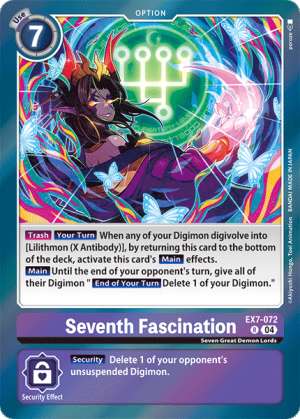 OPTION
Use
7
Trash Your Turn When any of your Digimon digivolve into
[Lilithmon (X Antibody)], by returning this card to the bottom
of the deck, activate this card's Main effects.
Main Until the end of your opponent's turn, give all of
their Digimon " End of Your Turn Delete 1 of your Digimon."
EX7-072
Seventh Fascination
R 04
Seven Great Demon Lords
Security Delete 1 of your opponent's
unsuspended Digimon.
Security Effect
©Akiyoshi Hongo, Toei Animation BANDAI MADE IN JAPAN